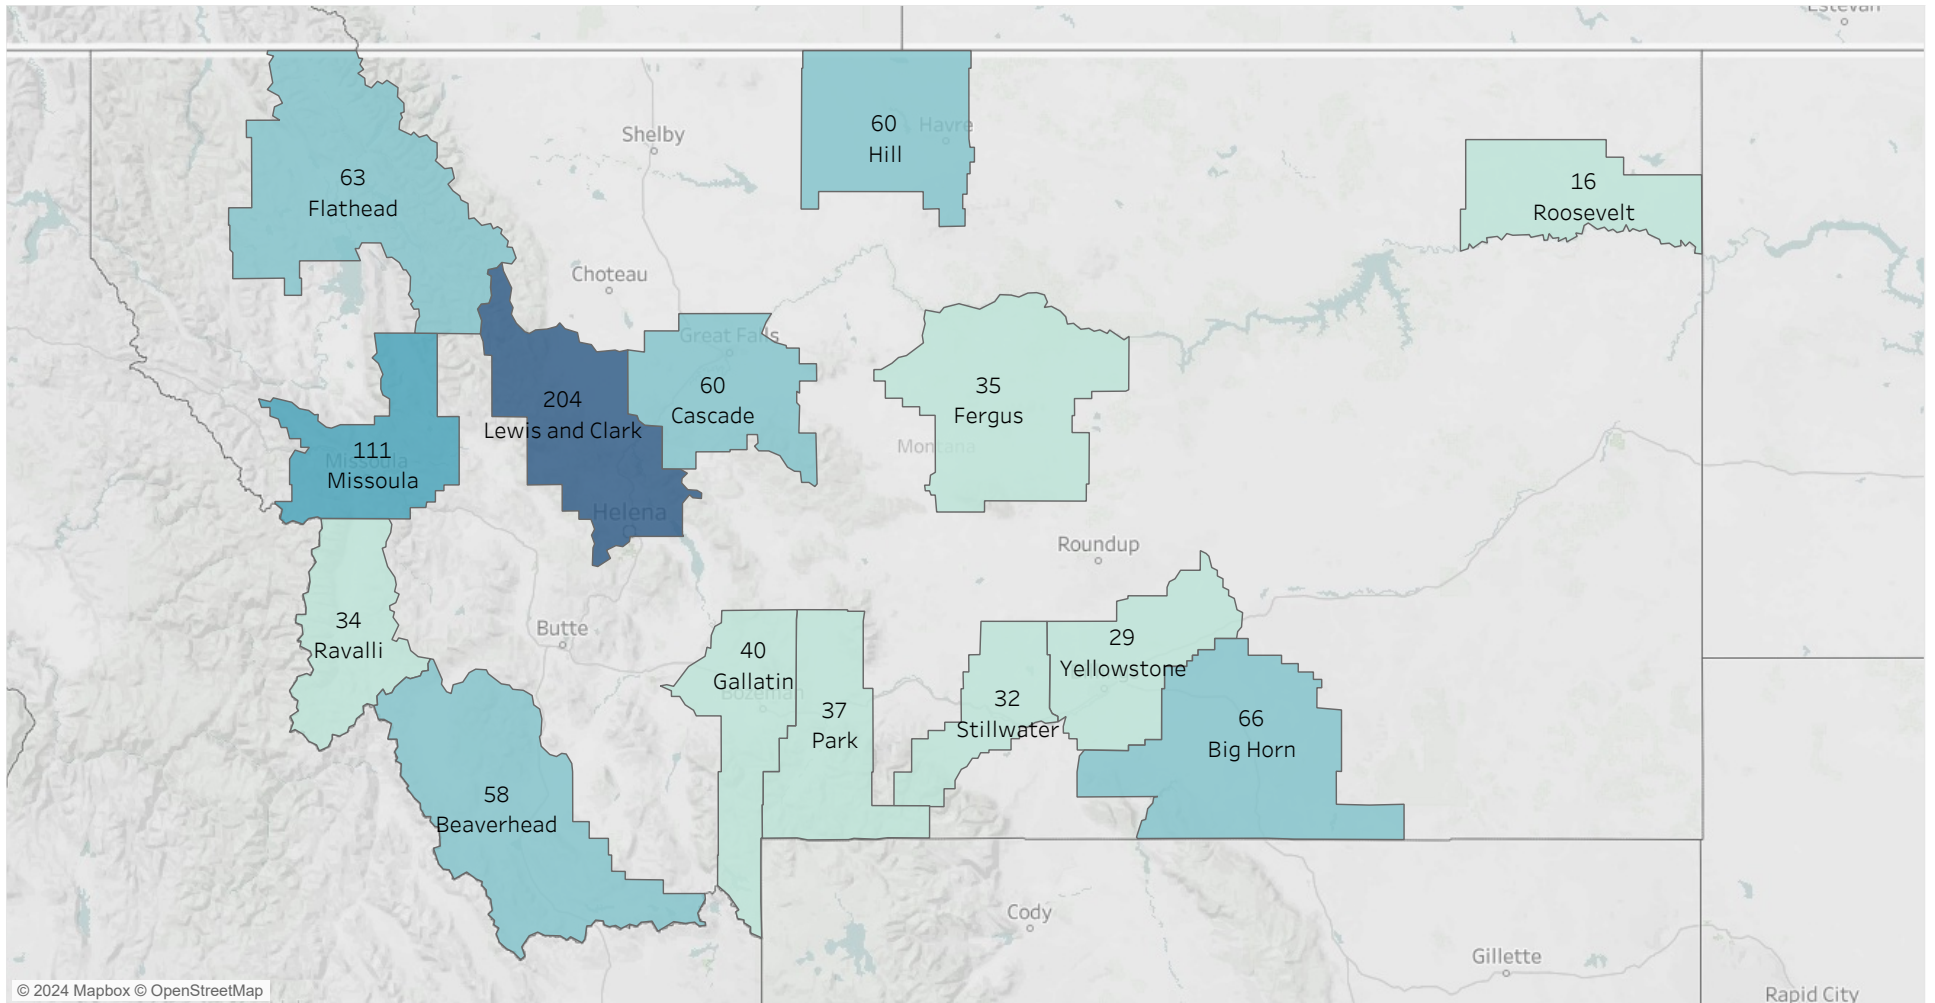 Estevan
Shelby
60
Havre
Hill
63
Flathead
16
Roosevelt
Choteau
Great Falls
60
Cascade
204
Lewis and Clark
35
Fergus
Montana
111
Missoula
Missoula
Helena
Roundup
34
Ravalli
Butte
40
Gallatin
Bozeman
37
Park
29
Yellowstone
32
Stillwater
66
Big Horn
58
Beaverhead
Cody
Gillette
Rapid City
© 2024 Mapbox © OpenStreetMap